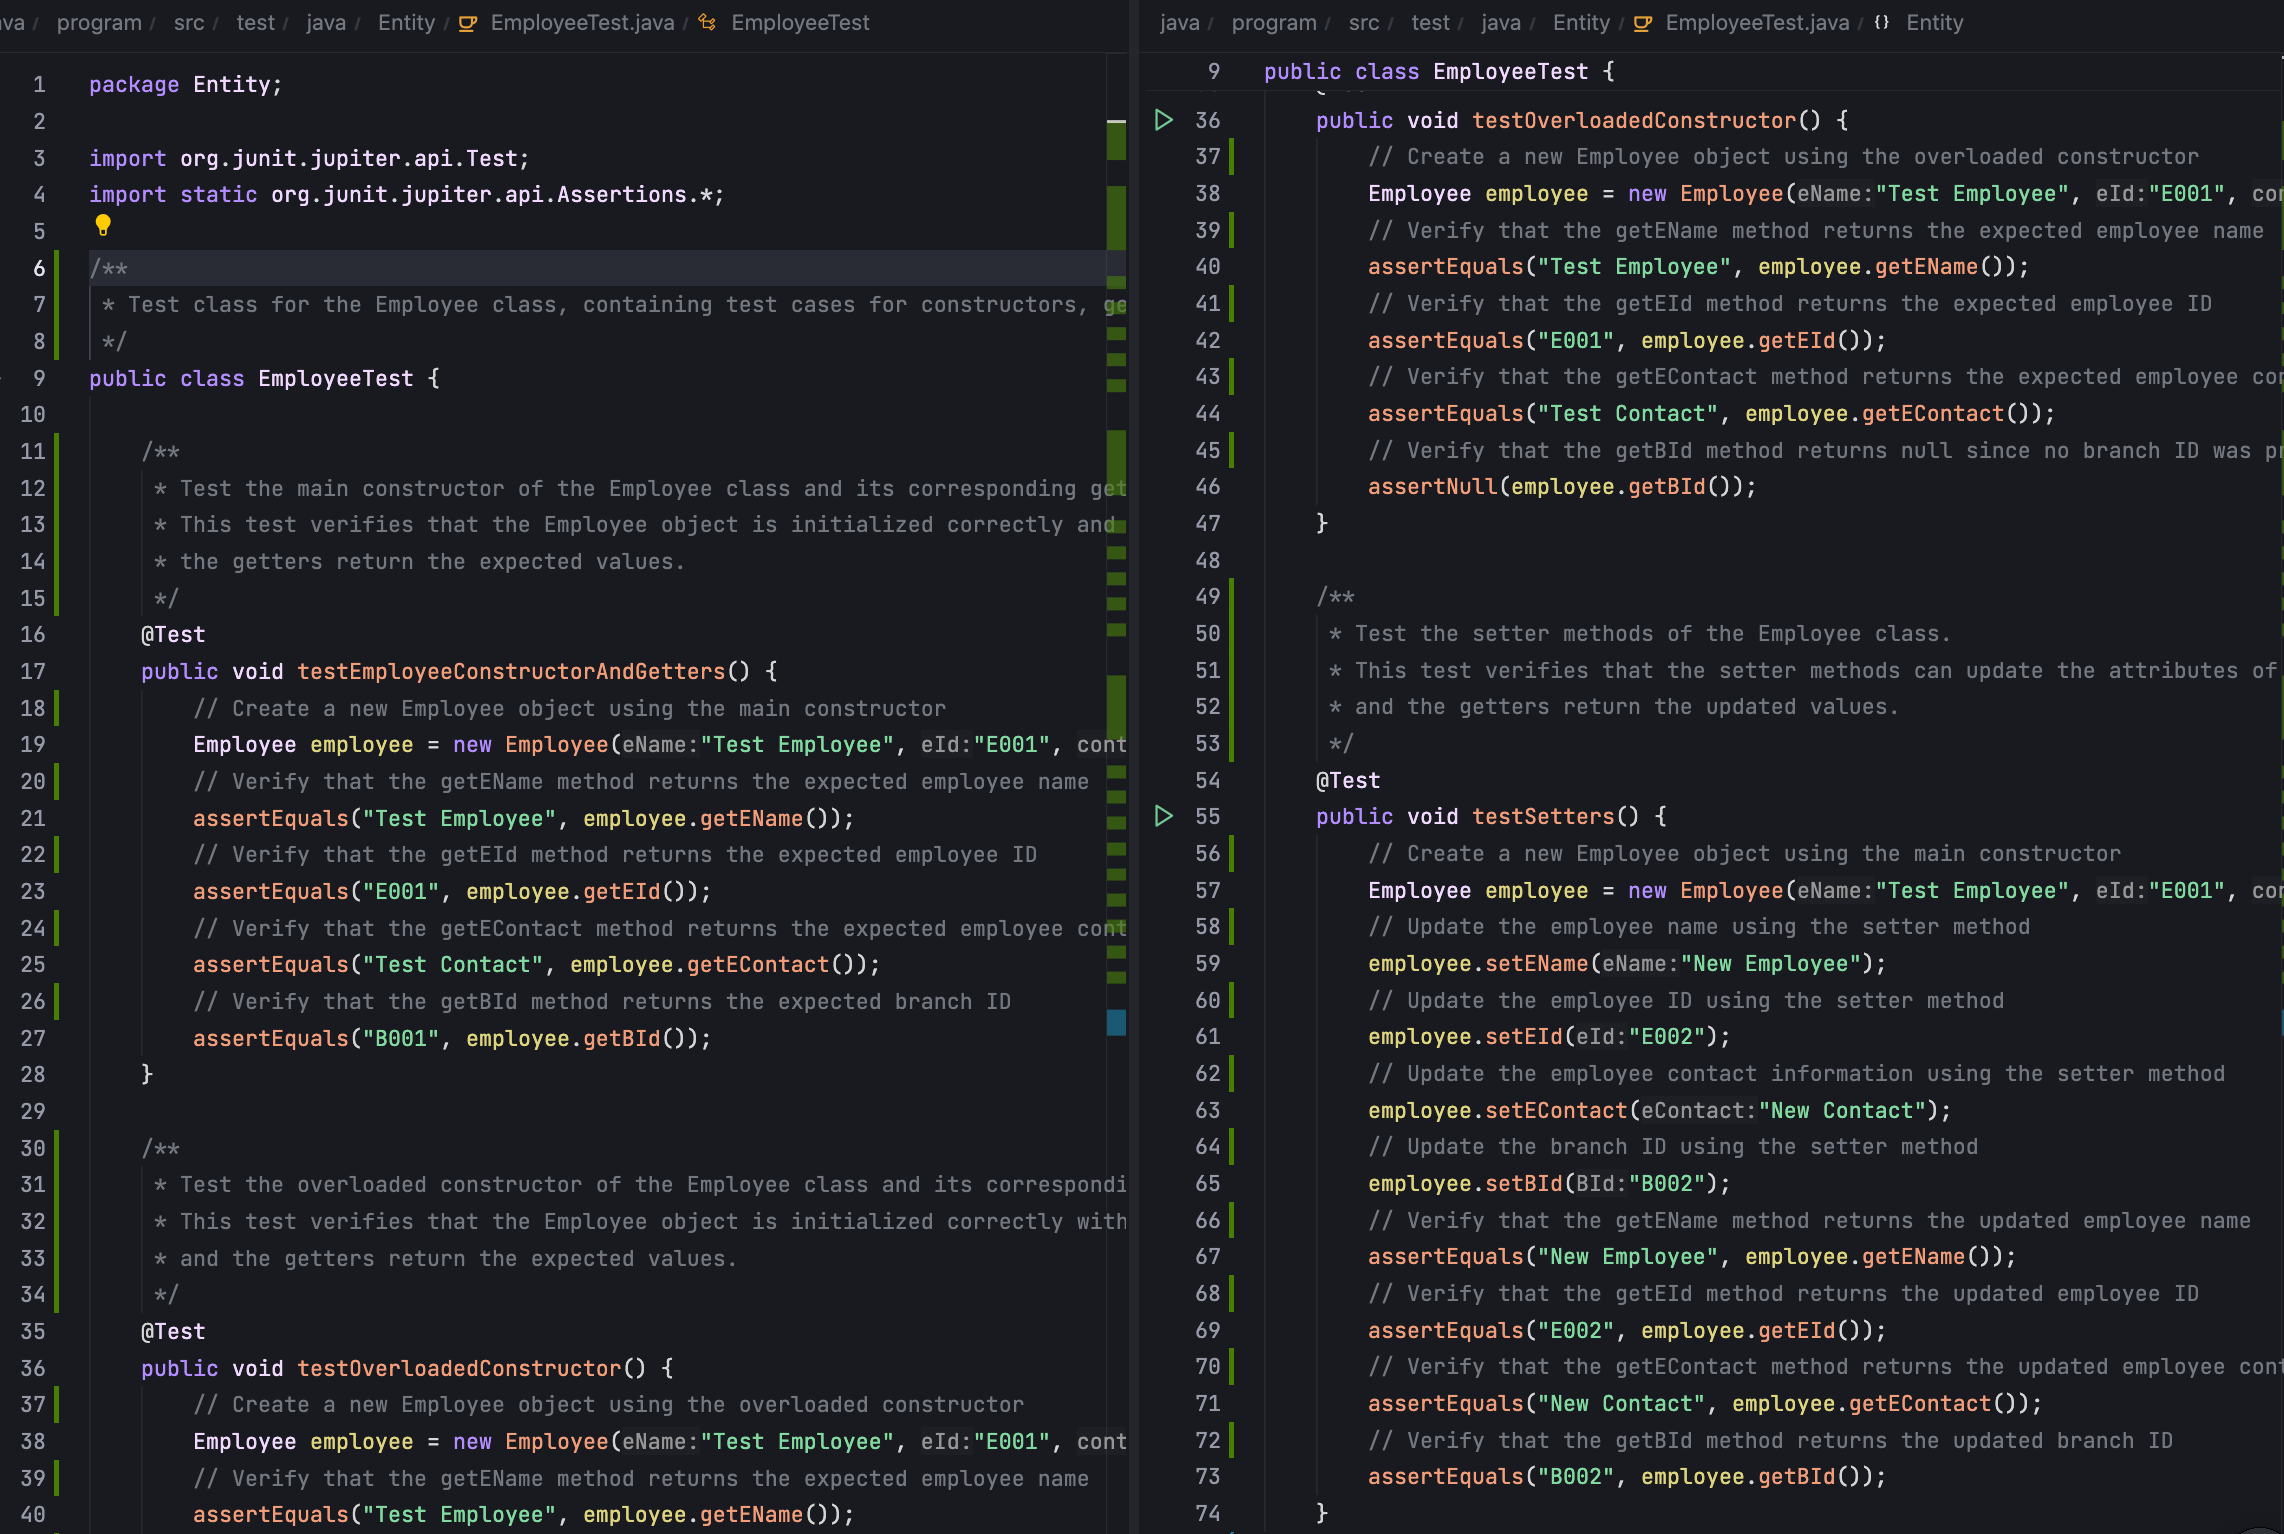 va / program / src / test / java / Entity / EmployeeTest.java / EmployeeTest
1 package Entity;
2
3 import org.junit.jupiter.api.Test;
4 import static org.junit.jupiter.api.Assertions.*;
5
6 /**
7 * Test class for the Employee class, containing test cases for constructors, ge
8 */
9 public class EmployeeTest {
10
11 /**
12 * Test the main constructor of the Employee class and its corresponding get
13 * This test verifies that the Employee object is initialized correctly and
14 * the getters return the expected values.
15 */
16 @Test
17 public void testEmployeeConstructorAndGetters() {
18 // Create a new Employee object using the main constructor
19 Employee employee = new Employee(eName:"Test Employee", eId:"E001", cont
20 // Verify that the getEName method returns the expected employee name
21 assertEquals("Test Employee", employee.getEName());
22 // Verify that the getEId method returns the expected employee ID
23 assertEquals("E001", employee.getEId());
24 // Verify that the getEContact method returns the expected employee cont
25 assertEquals("Test Contact", employee.getEContact());
26 // Verify that the getBId method returns the expected branch ID
27 assertEquals("B001", employee.getBId());
28 }
29
30 /**
31 * Test the overloaded constructor of the Employee class and its correspondi
32 * This test verifies that the Employee object is initialized correctly with
33 * and the getters return the expected values.
34 */
35 @Test
36 public void testOverloadedConstructor() {
37 // Create a new Employee object using the overloaded constructor
38 Employee employee = new Employee(eName:"Test Employee", eId:"E001", cont
39 // Verify that the getEName method returns the expected employee name
40 assertEquals("Test Employee", employee.getEName());
java / program / src / test / java / Entity / EmployeeTest.java / {} Entity
9 public class EmployeeTest {
36 public void testOverloadedConstructor() {
37 // Create a new Employee object using the overloaded constructor
38 Employee employee = new Employee(eName:"Test Employee", eId:"E001", con
39 // Verify that the getEName method returns the expected employee name
40 assertEquals("Test Employee", employee.getEName());
41 // Verify that the getEId method returns the expected employee ID
42 assertEquals("E001", employee.getEId());
43 // Verify that the getEContact method returns the expected employee con
44 assertEquals("Test Contact", employee.getEContact());
45 // Verify that the getBId method returns null since no branch ID was pr
46 assertNull(employee.getBId());
47 }
48
49 /**
50 * Test the setter methods of the Employee class.
51 * This test verifies that the setter methods can update the attributes of
52 * and the getters return the updated values.
53 */
54 @Test
55 public void testSetters() {
56 // Create a new Employee object using the main constructor
57 Employee employee = new Employee(eName:"Test Employee", eId:"E001", con
58 // Update the employee name using the setter method
59 employee.setEName(eName:"New Employee");
60 // Update the employee ID using the setter method
61 employee.setEId(eId:"E002");
62 // Update the employee contact information using the setter method
63 employee.setEContact(eContact:"New Contact");
64 // Update the branch ID using the setter method
65 employee.setBId(BId:"B002");
66 // Verify that the getEName method returns the updated employee name
67 assertEquals("New Employee", employee.getEName());
68 // Verify that the getEId method returns the updated employee ID
69 assertEquals("E002", employee.getEId());
70 // Verify that the getEContact method returns the updated employee cont
71 assertEquals("New Contact", employee.getEContact());
72 // Verify that the getBId method returns the updated branch ID
73 assertEquals("B002", employee.getBId());
74 }